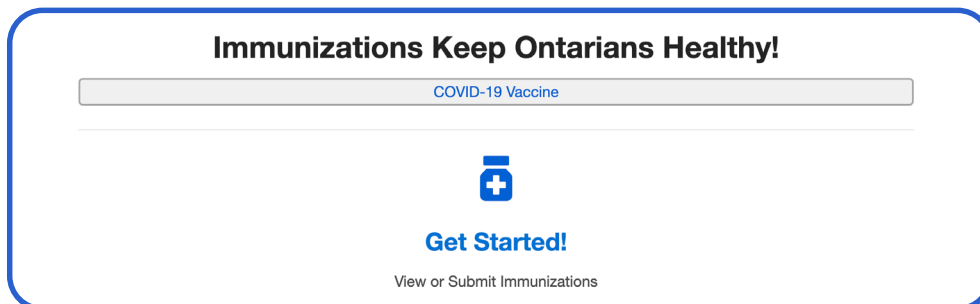 Immunizations Keep Ontarians Healthy!
COVID-19 Vaccine
Get Started!
View or Submit Immunizations